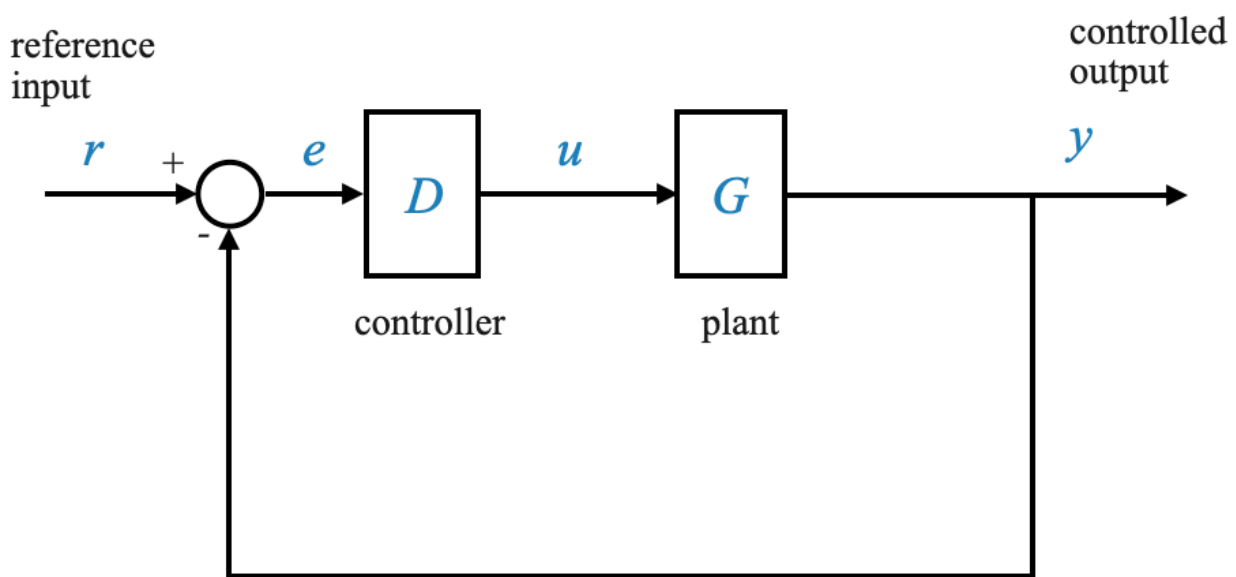 reference
input
controlled
output
r
+
e
u
y
D
G
-
controller
plant